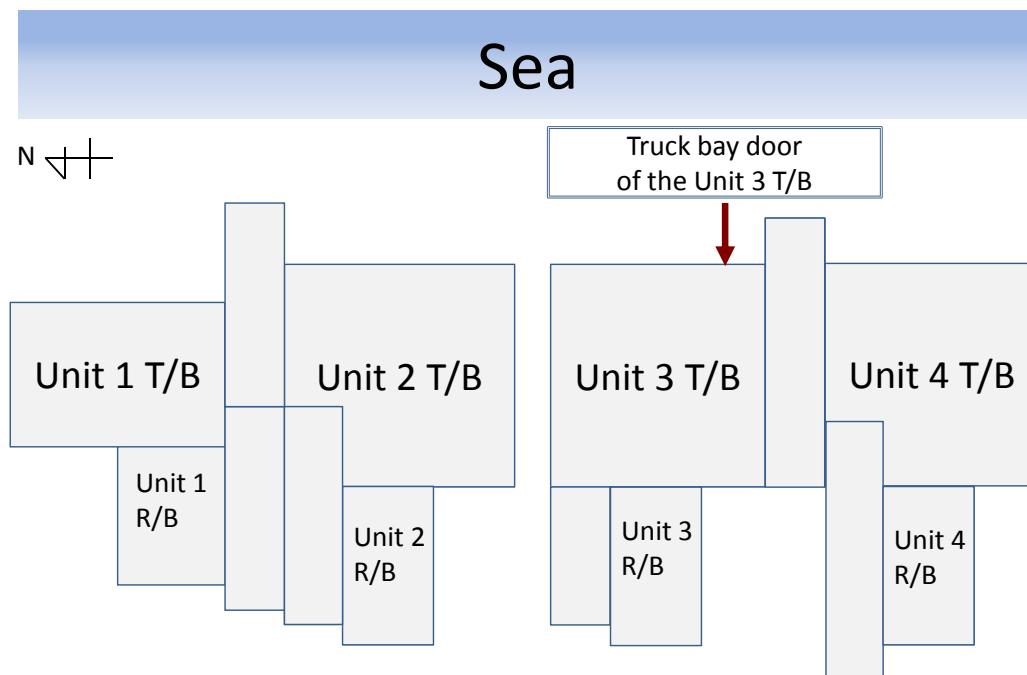 Sea
N
Truck bay door
of the Unit 3 T/B
Unit 1 T/B
Unit 2 T/B
Unit 3 T/B
Unit 4 T/B
Unit 1
R/B
Unit 2
R/B
Unit 3
R/B
Unit 4
R/B